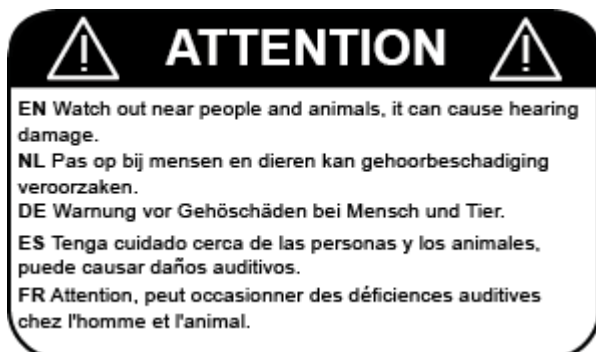 ATTENTION
EN Watch out near people and animals, it can cause hearing
damage.
NL Pas op bij mensen en dieren kan gehoorbeschadiging
veroorzaken.
DE Warnung vor Gehöschäden bei Mensch und Tier.
ES Tenga cuidado cerca de las personas y los animales,
puede causar daños auditivos.
FR Attention, peut occasionner des déficiences auditives
chez l'homme et l'animal.